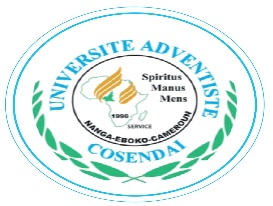 UNIVERSITE ADVENTISTE
Spiritus
Manus
Mens
1996
SERVICE
NANGA-EBOKO-CAMEROUN
COSENDAI